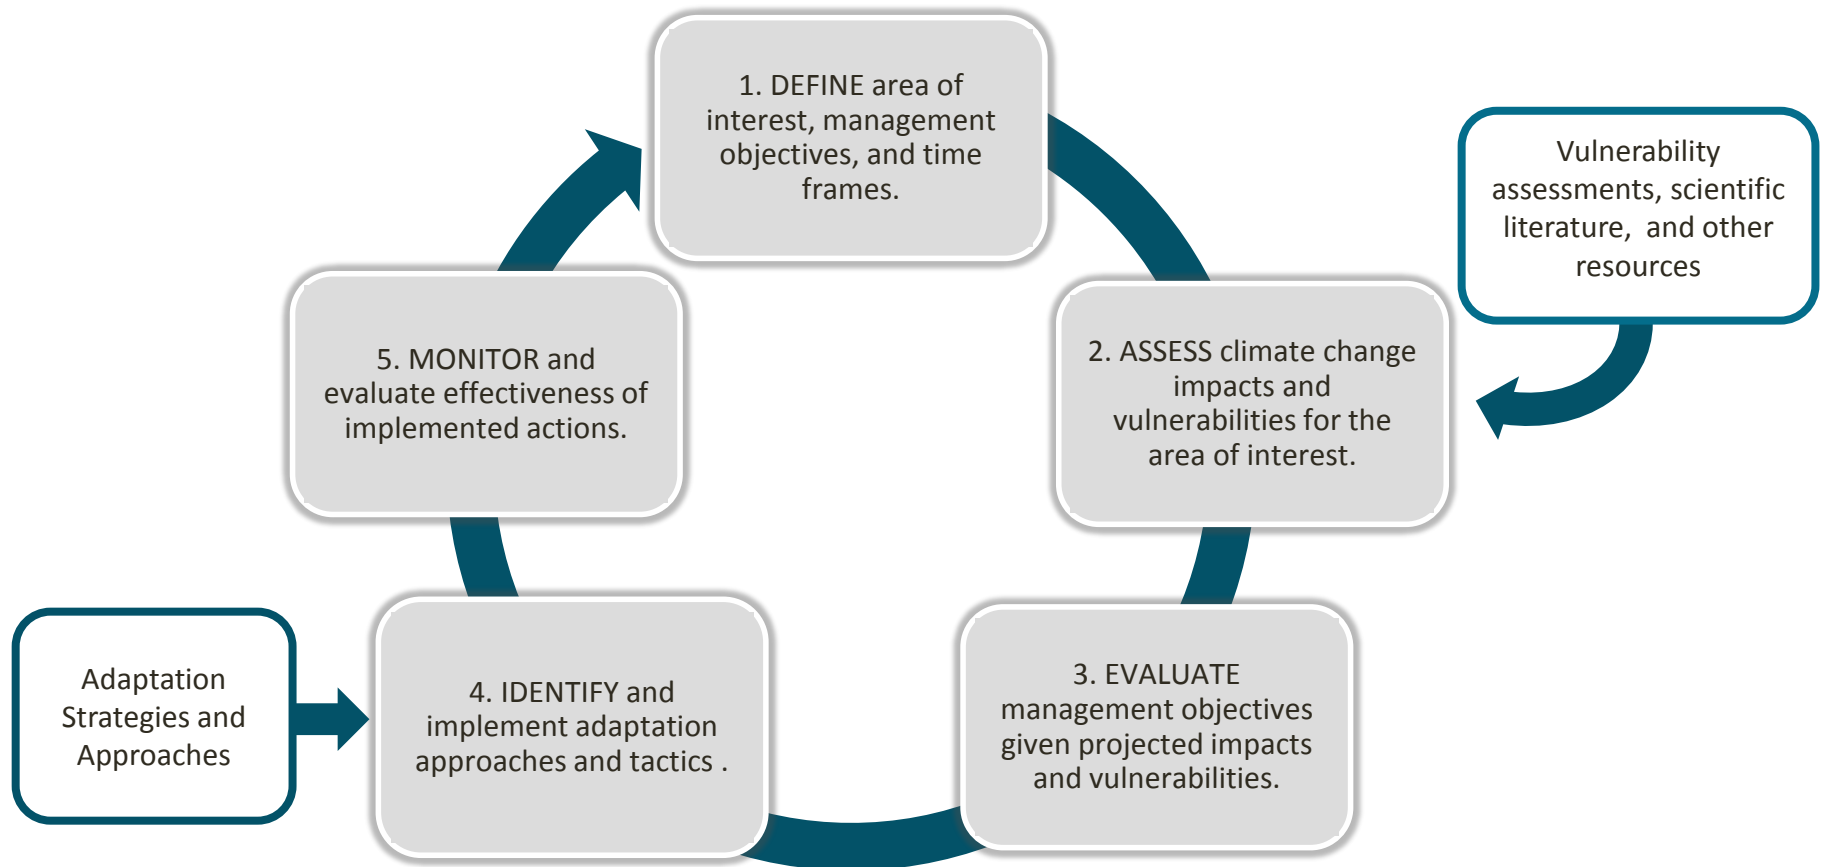 1. DEFINE area of
interest, management
objectives, and time
frames.
Vulnerability
assessments, scientific
literature,  and other
resources
2. ASSESS climate change
impacts and
vulnerabilities for the
area of interest.
3. EVALUATE
management objectives
given projected impacts
and vulnerabilities.
4. IDENTIFY and
implement adaptation
approaches and tactics .
Adaptation
Strategies and
Approaches
5. MONITOR and
evaluate effectiveness of
implemented actions.